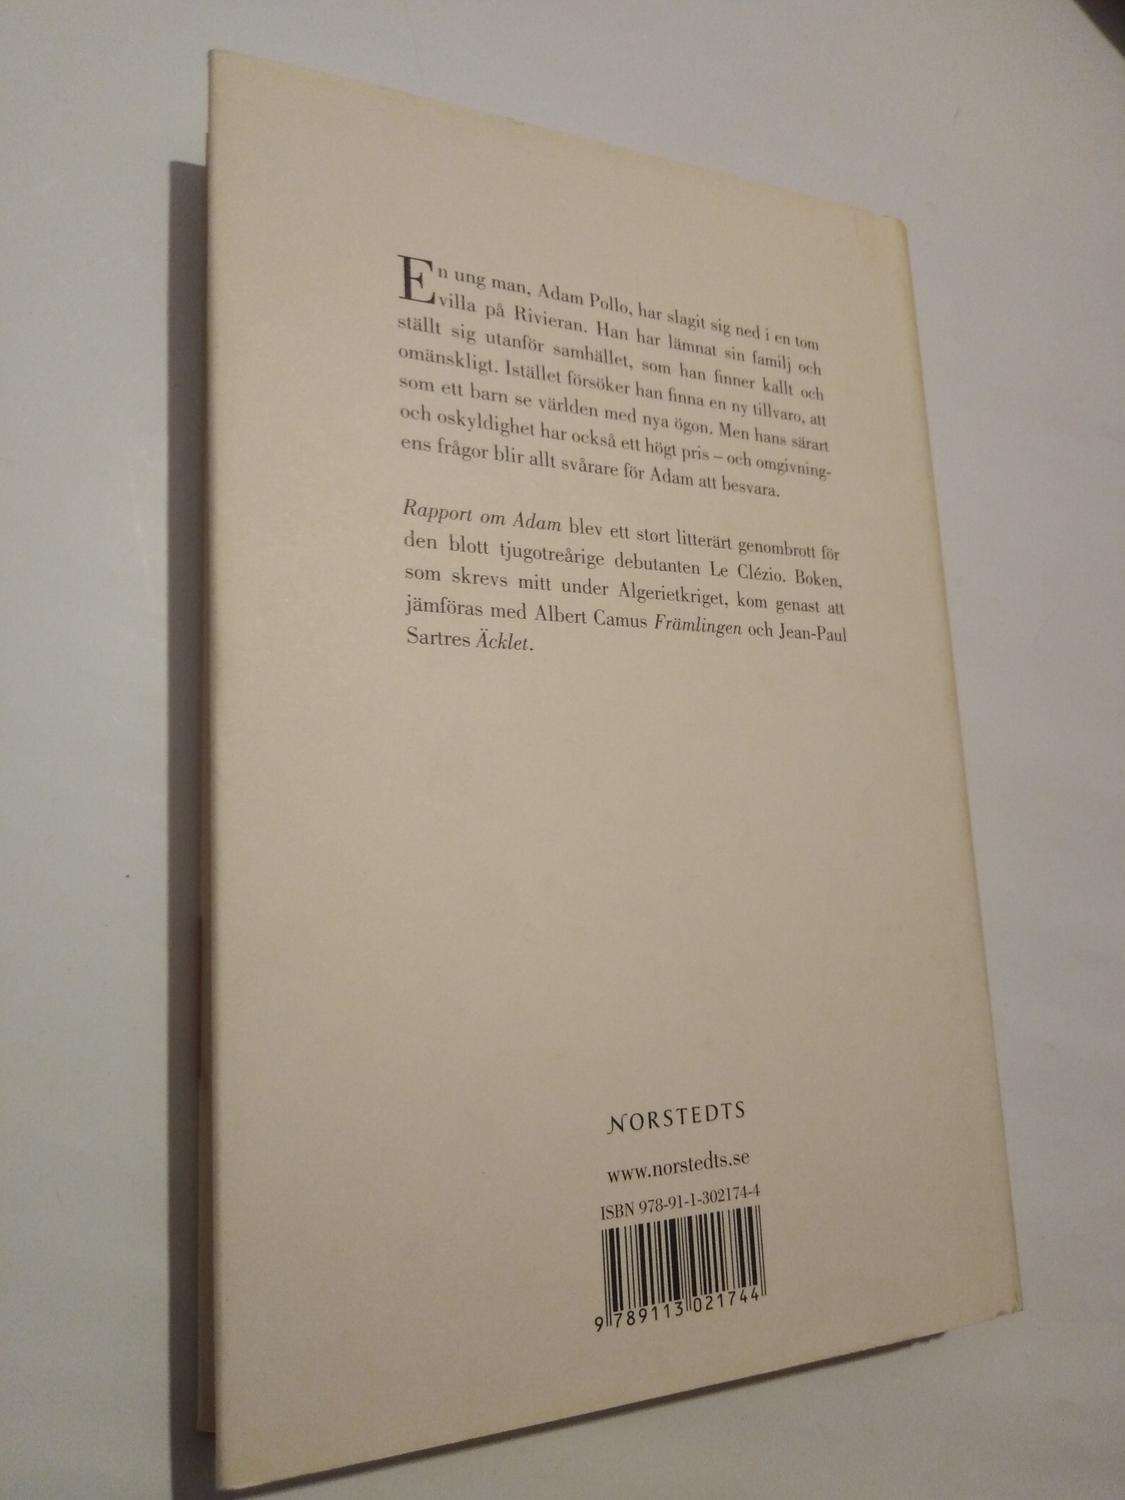 En ung man, Adam Pollo, har slagit sig ned i en tom
villa på Rivieran. Han har lämnat sin familj och
ställt sig utanför samhället, som han finner kallt och
omänskligt. Istället försöker han finna en ny tillvaro, att
som ett barn se världen med nya ögon. Men hans särart
och oskyldighet har också ett högt pris – och omgivning-
ens frågor blir allt svårare för Adam att besvara.
Rapport om Adam blev ett stort litterärt genombrott för
den blott tjugotreårige debutanten Le Clézio. Boken,
som skrevs mitt under Algerietkriget, kom genast att
jämföras med Albert Camus Främlingen och Jean-Paul
Sartres Äcklet.
NORSTEDTS
www.norstedts.se
ISBN 978-91-1-302174-4
9 789113 021744